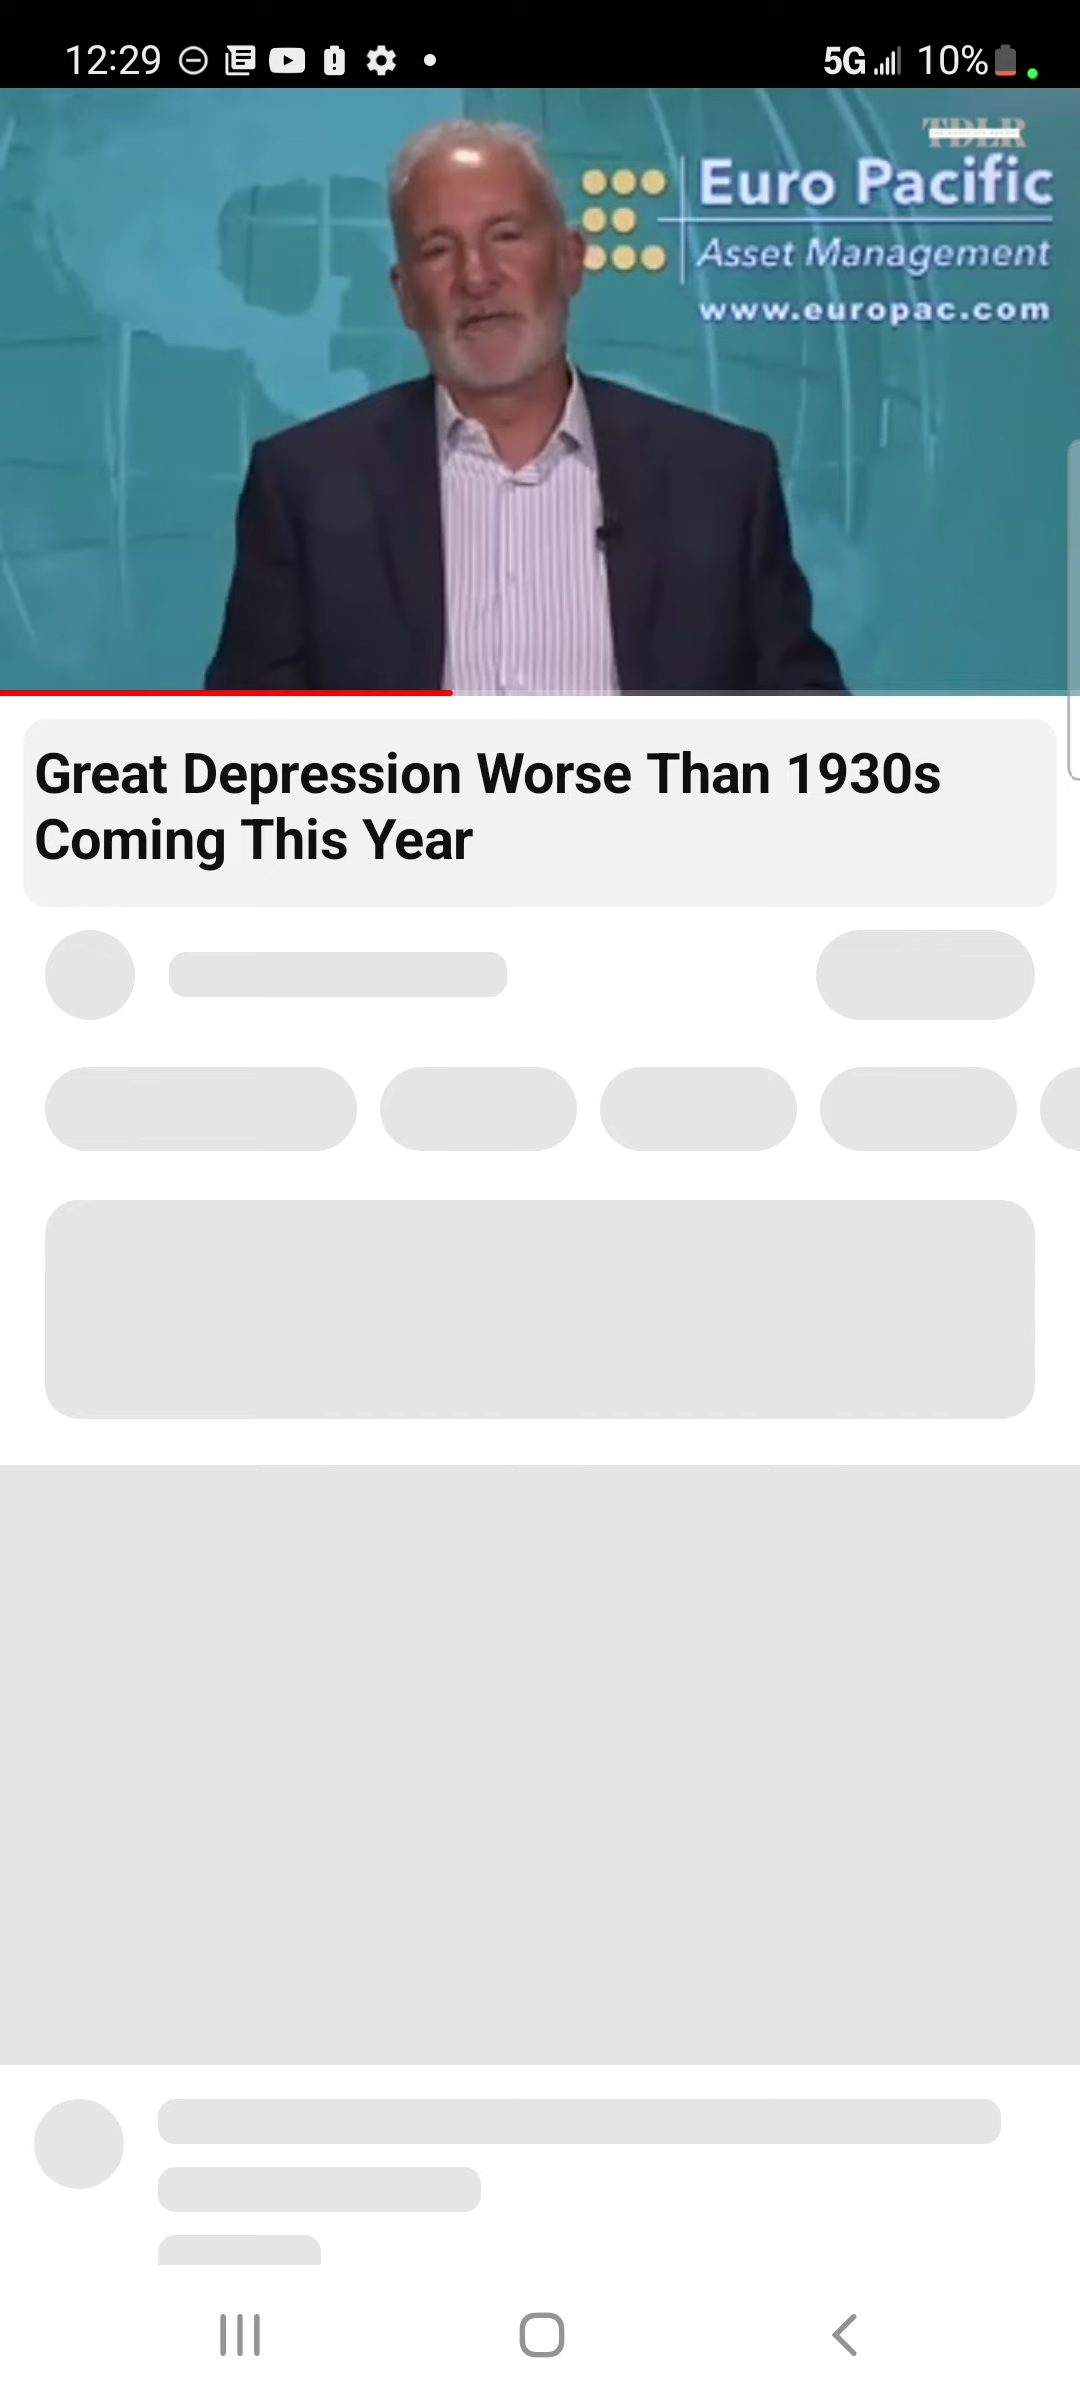 12:29
5G 10%
TDLR
Euro Pacific
Asset Management
www.europac.com
Great Depression Worse Than 1930s
Coming This Year